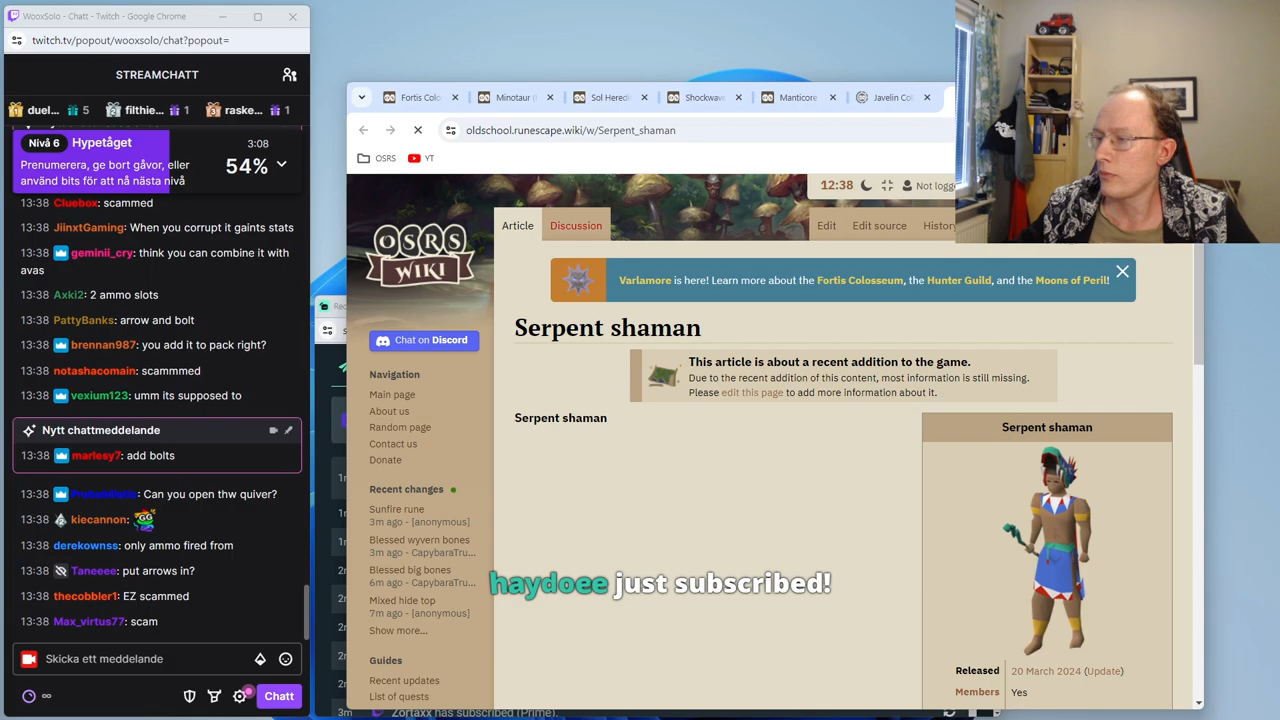 WooxSolo - Chatt - Twitch - Google Chrome
twitch.tv/popout/wooxsolo/chat?popout=
STREAMCHATT
duel... 5 filthie... 1 raske... 1
Nivå 6 Hypetåget 3:08
Prenumerera, ge bort gåvor, eller
använd bits för att nå nästa nivå
54%
Cluebox: scammed
13:38 JiinxtGaming: When you corrupt it gaints stats
13:38 geminii_cry: think you can combine it with
avas
13:38 Axki2: 2 ammo slots
13:38 PattyBanks: arrow and bolt
13:38 brennan987: you add it to pack right?
13:38 notashacomain: scammmed
13:38 vexium123: umm its supposed to
Nytt chattmeddelande
13:38 marlesy7: add bolts
13:38 Can you open thw quiver?
13:38 kiecannon:
13:38 derekownss: only ammo fired from
13:38 Taneeee: put arrows in?
13:38 thecobbler1: EZ scammed
13:38 Max_virtus77: scam
Skicka ett meddelande
∞
Chatt
Fortis Colo
Minotaur (
Sol Heredi
Shockwave
Manticore
Javelin Col
oldschool.runescape.wiki/w/Serpent_shaman
OSRS
YT
12:38
Not logge
OSRS
WIKI
Article
Discussion
Edit
Edit source
History
Varlamore is here! Learn more about the Fortis Colosseum, the Hunter Guild, and the Moons of Peril!
Chat on Discord
Navigation
Main page
About us
Random page
Contact us
Donate
Recent changes
Sunfire rune
3m ago - [anonymous]
Blessed wyvern bones
3m ago - CapybaraTru...
Blessed big bones
6m ago - CapybaraTru...
Mixed hide top
7m ago - [anonymous]
Show more...
Guides
Recent updates
List of quests
Serpent shaman
This article is about a recent addition to the game.
Due to the recent addition of this content, most information is still missing.
Please edit this page to add more information about it.
Serpent shaman
Serpent shaman
Released 20 March 2024 (Update)
Members Yes
haydoee just subscribed!
3m Zortaxx has subscribed (Prime).